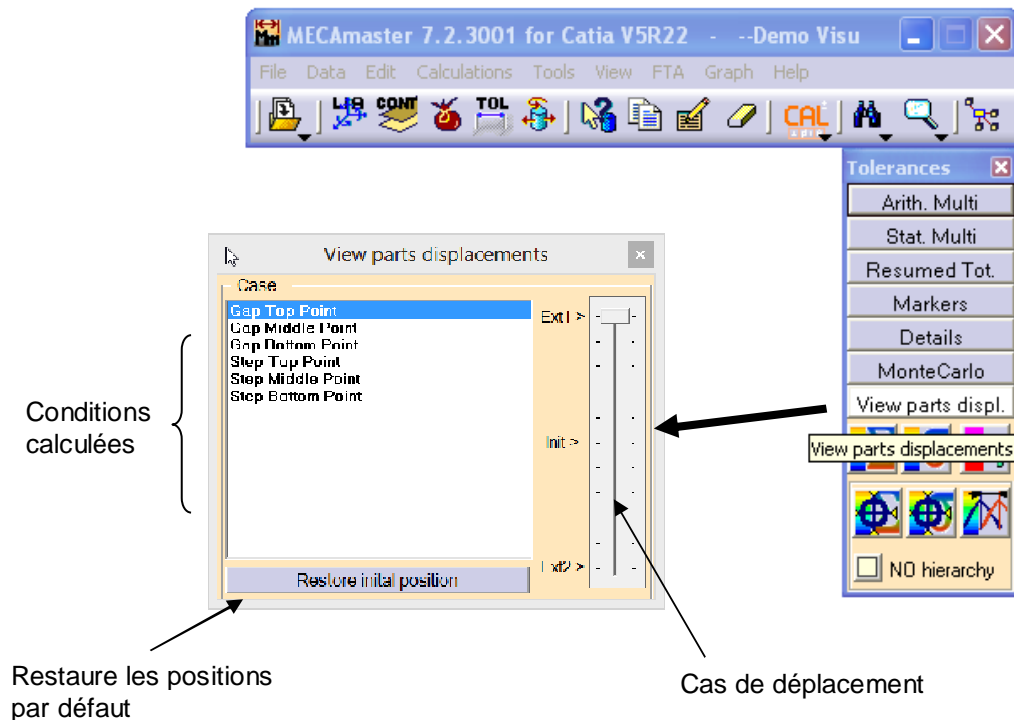 MECAmaster 7.2.3001 for Catia V5R22 - --Demo Visu
File Data Edit Calculations Tools View FTA Graph Help
CONT
TOL
CAL
Tolerances
Arith. Multi
Stat. Multi
Resumed Tot.
Markers
Details
MonteCarlo
View parts displ.
View parts displacements
NO hierarchy
View parts displacements
Case
Gap Top Point
Gap Middle Point
Gap Bottom Point
Step Top Point
Step Middle Point
Step Bottom Point
Ext1 >
Init >
Ext2 >
Restore inital position
Conditions
calculées
Restaure les positions
par défaut
Cas de déplacement